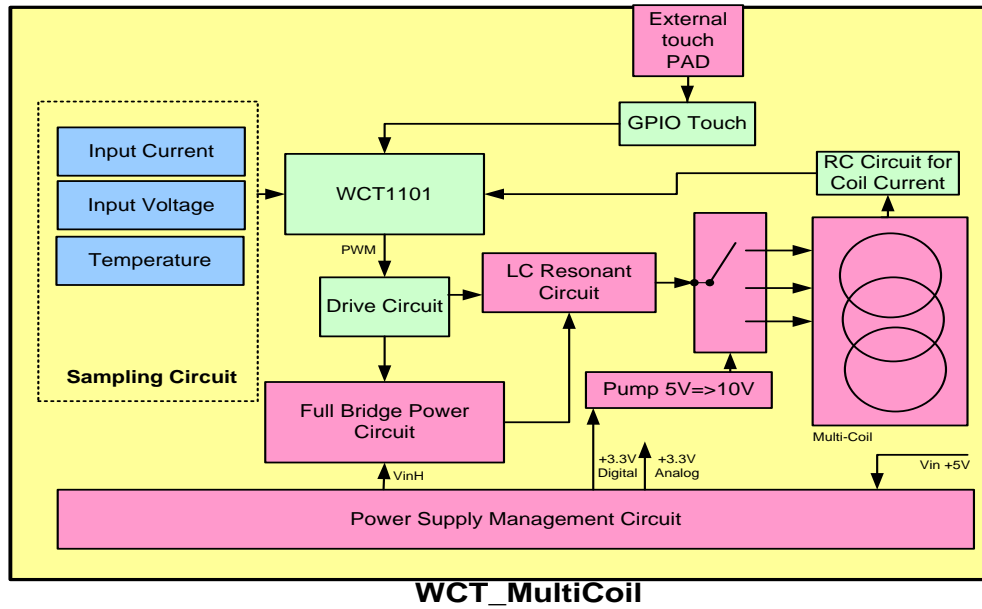 External
touch
PAD
GPIO Touch
Input Current
Input Voltage
Temperature
Sampling Circuit
WCT1101
RC Circuit for
Coil Current
PWM
Drive Circuit
LC Resonant
Circuit
Full Bridge Power
Circuit
Pump 5V=>10V
Multi-Coil
VinH
+3.3V
Digital
+3.3V
Analog
Vin +5V
Power Supply Management Circuit
WCT_MultiCoil